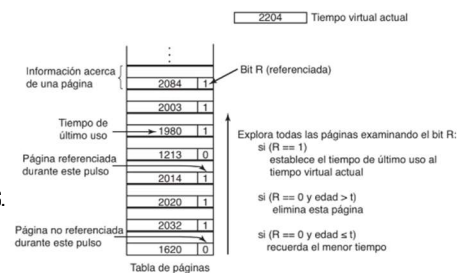 2204 Tiempo virtual actual
Información acerca
de una página
Bit R (referenciada)
2084 1
2003 1
Tiempo de
último uso
1980 1
Explora todas las páginas examinando el bit R:
si (R == 1)
establece el tiempo de último uso al
tiempo virtual actual
1213 0
Página referenciada
durante este pulso
2014 1
si (R == 0 y edad > t)
elimina esta página
2020 1
2032 1
si (R == 0 y edad ≤ t)
recuerda el menor tiempo
Página no referenciada
durante este pulso
1620 0
Tabla de páginas